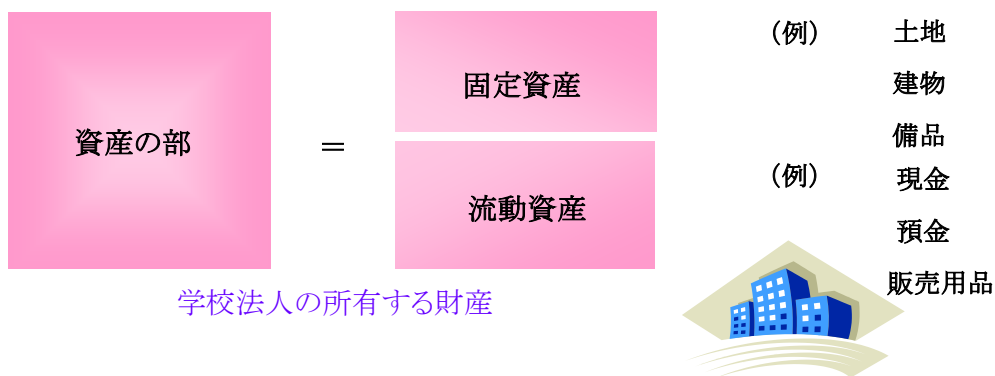 資産の部
＝
固定資産
(例)
土地
建物
備品
流動資産
(例)
現金
預金
販売用品
学校法人の所有する財産